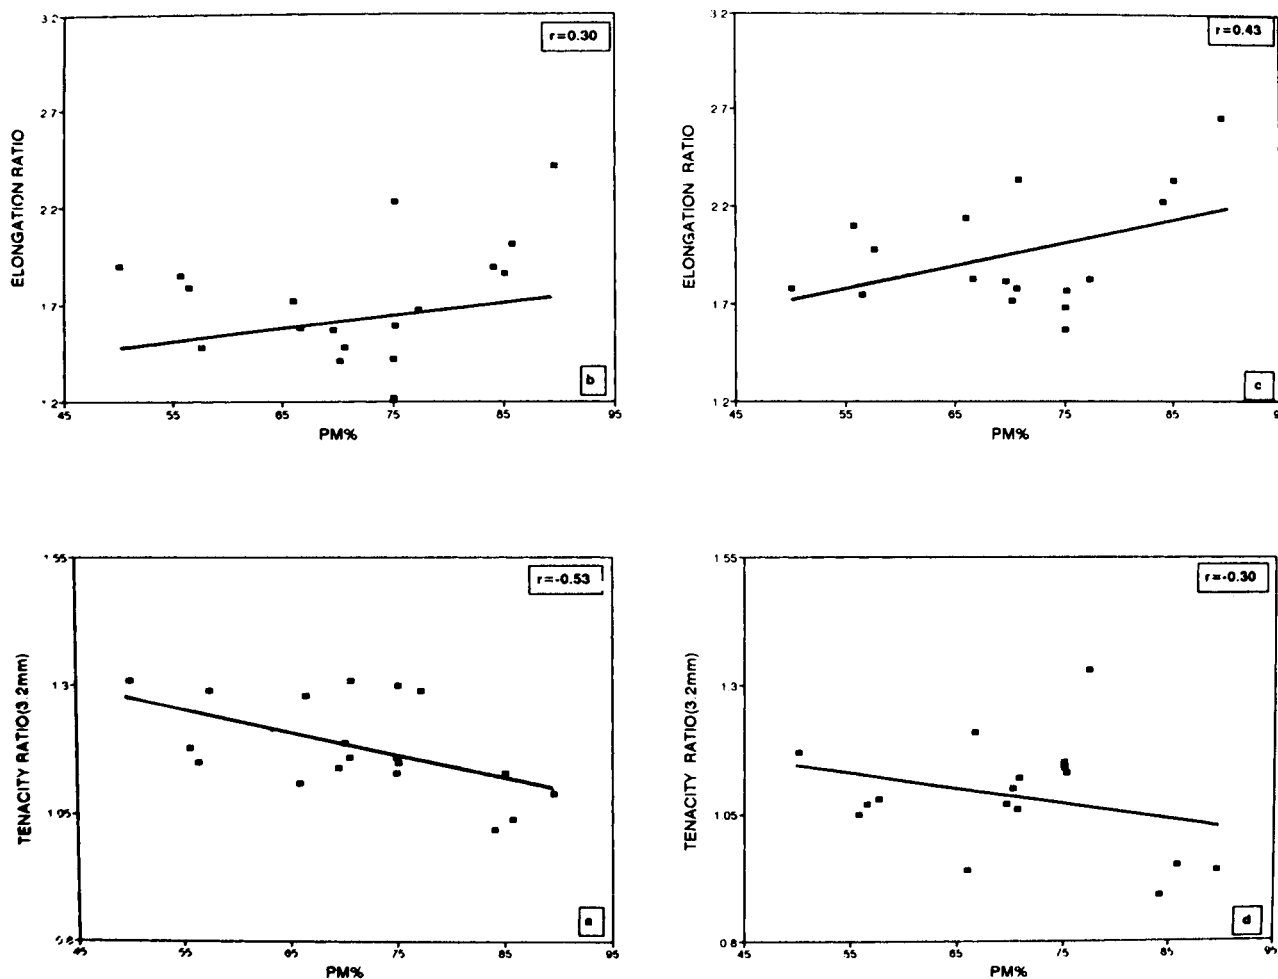 3.2
r=0.30
2.7
2.2
1.7
1.2
ELONGATION RATIO
b
45 55 65 75 85 95
PM%
3.2
r=0.43
2.7
2.2
1.7
1.2
ELONGATION RATIO
c
45 55 65 75 85
PM%
1.55
r=-0.53
1.3
1.05
0.8
TENACITY RATIO(3.2mm)
a
45 55 65 75 85 95
PM%
1.55
r=-0.30
1.3
1.05
0.8
TENACITY RATIO(3.2mm)
d
45 55 65 75 85 95
PM%